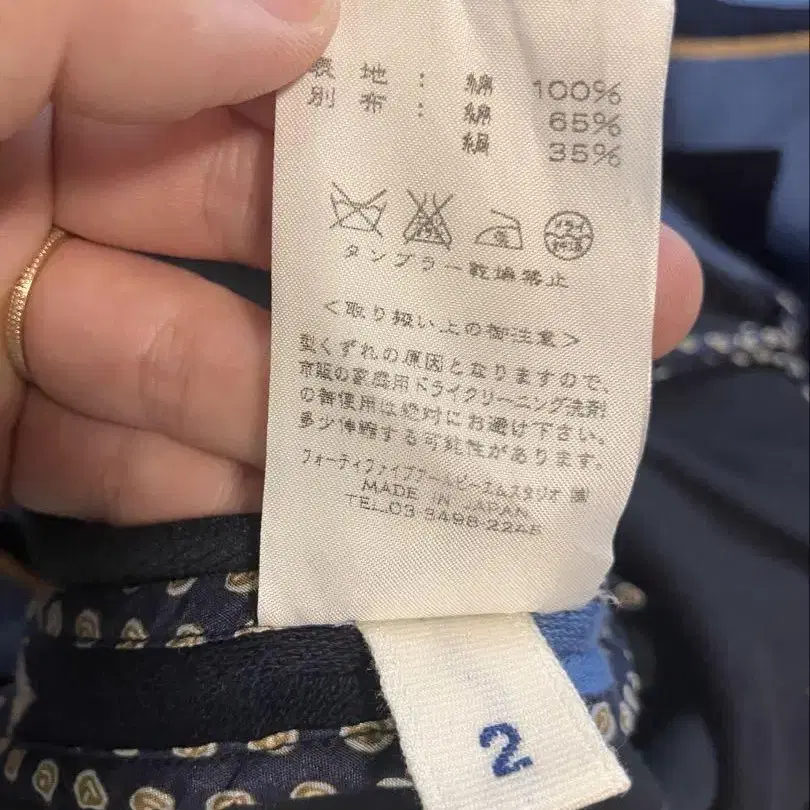 表地： 綿 100%
別布： 綿 65%
絹 35%
ドライ
タンブラー乾燥禁止
<取り扱い上の御注意>
型くずれの原因となりますので、
市販の家庭用ドライクリーニング洗剤
の御使用は絶対にお避け下さい。
多少伸縮する可能性があります。
フォーティファイブアールピーエムスタジオ ㈱
MADE IN JAPAN
TEL.03 3498-2245
2